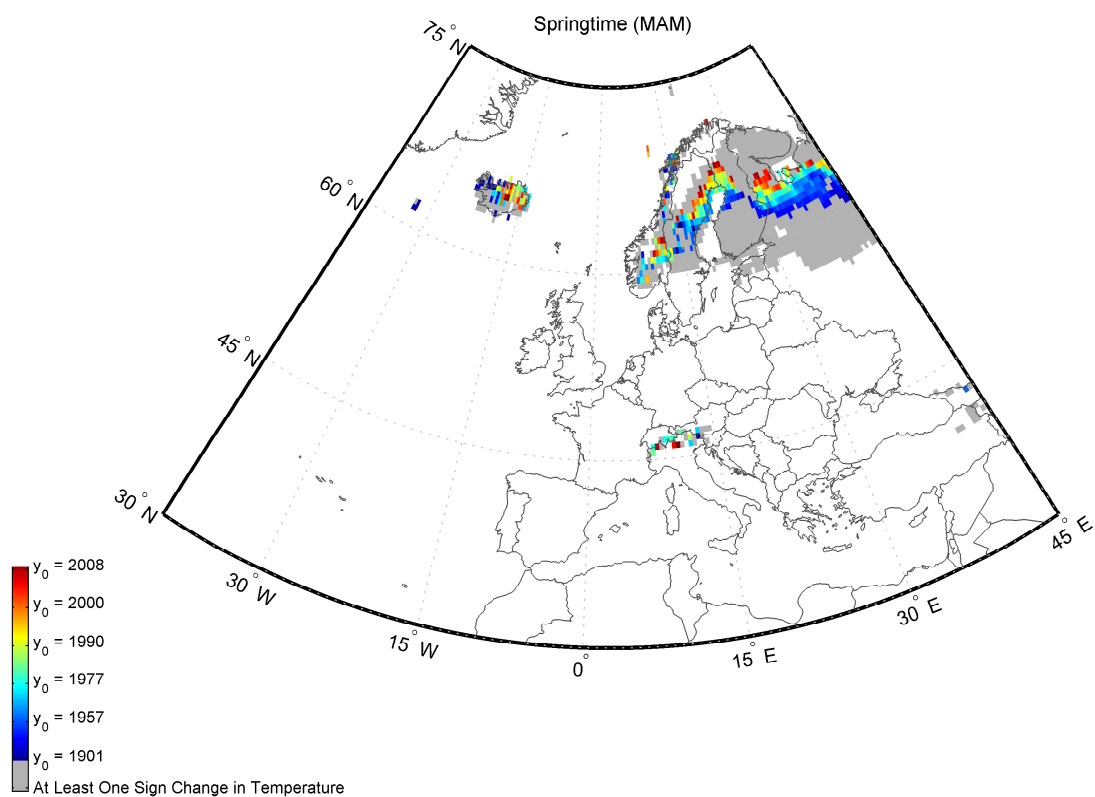 Springtime (MAM)
75° N
60° N
45° N
30° N
30° W
15° W
0°
15° E
30° E
45° E
y0 = 2008
y0 = 2000
y0 = 1990
y0 = 1977
y0 = 1957
y0 = 1901
At Least One Sign Change in Temperature